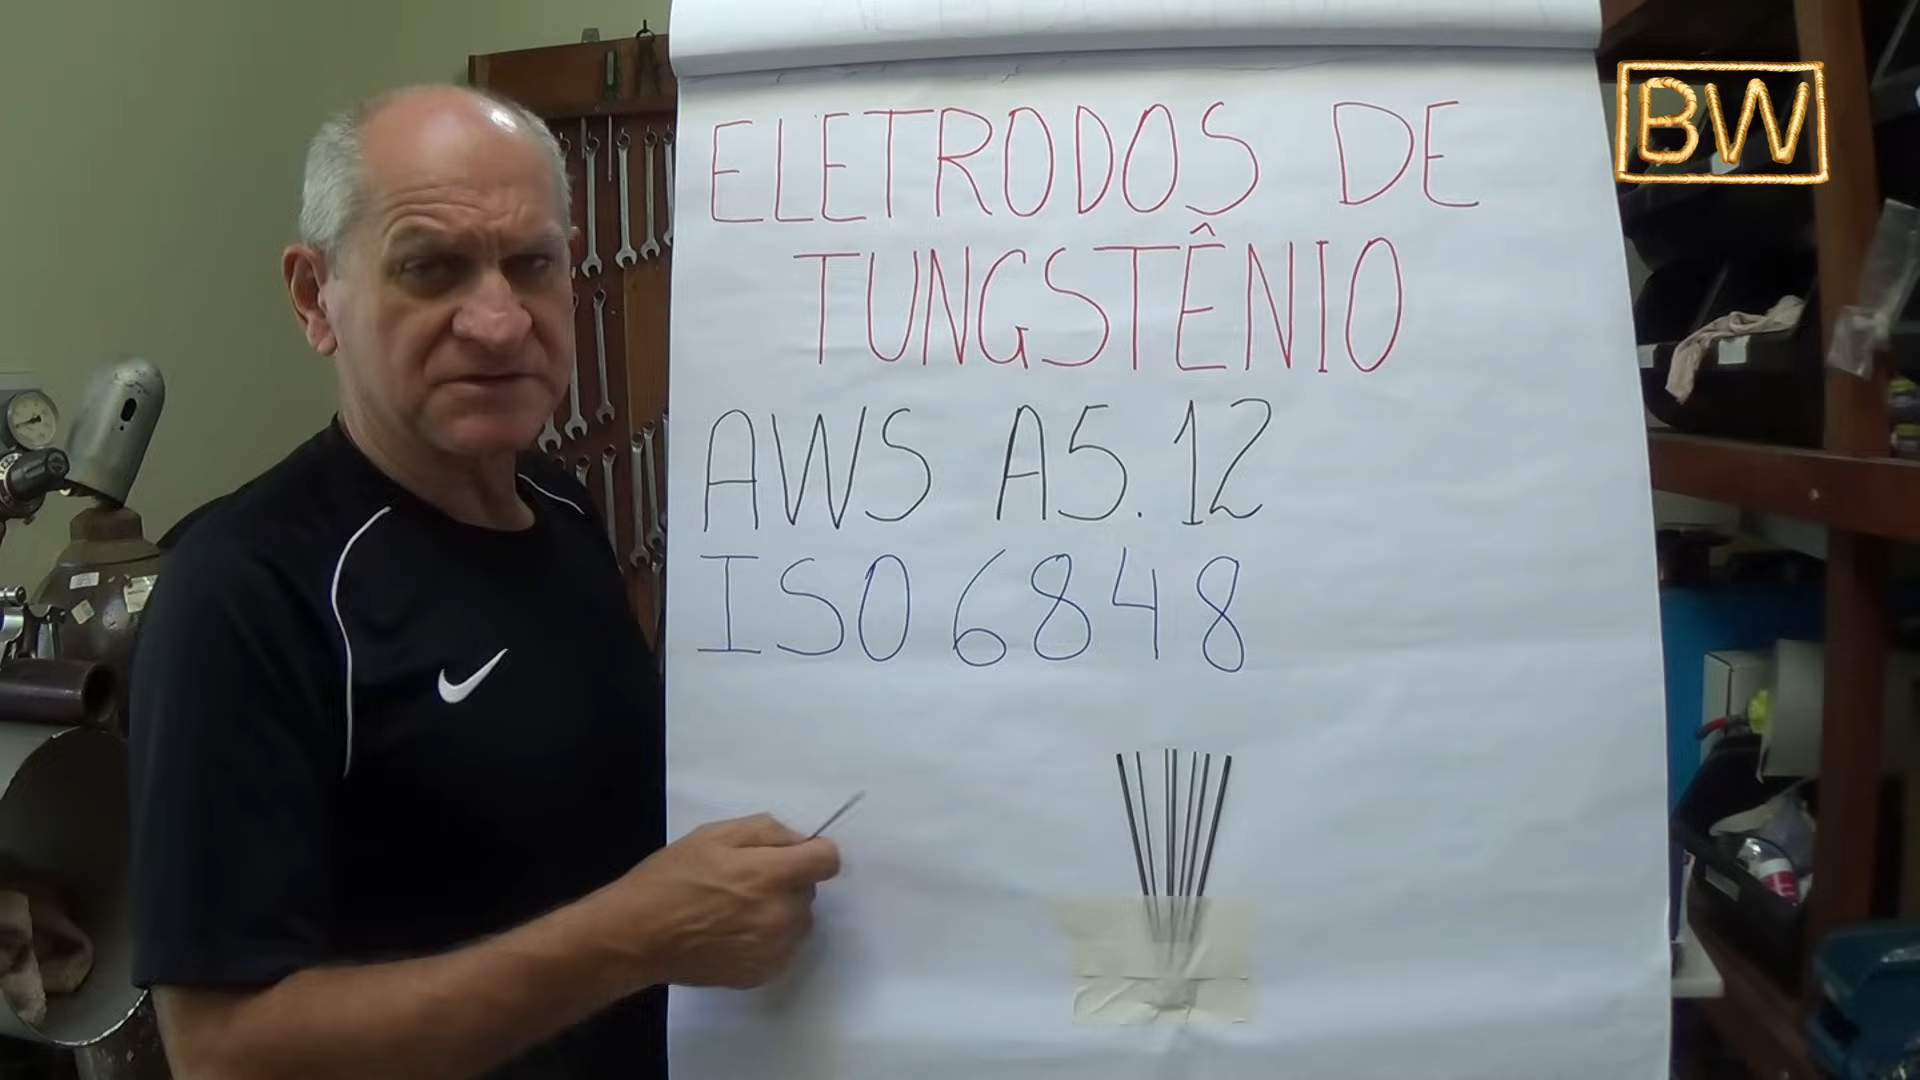 ELETRODOS DE
TUNGSTÊNIO
AWS A5.12
ISO 6848
BW